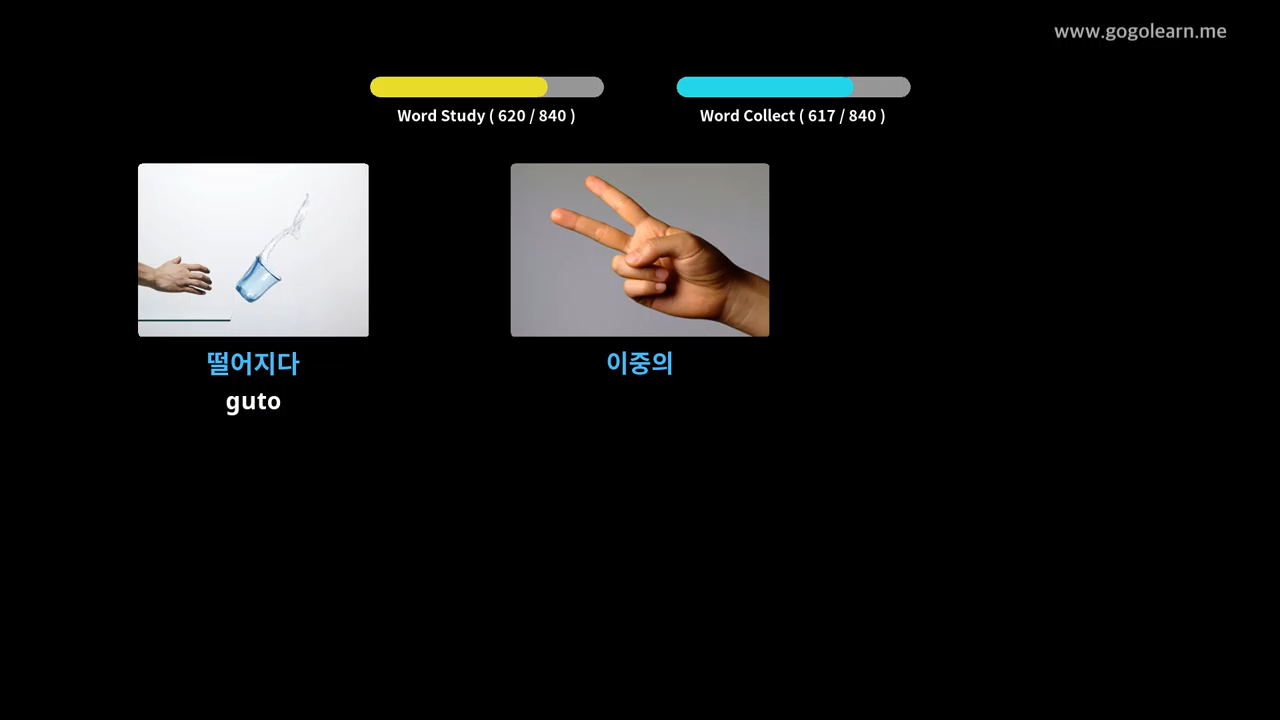 www.gogolearn.me
Word Study ( 620 / 840 )
Word Collect ( 617 / 840 )
떨어지다
guto
이중의